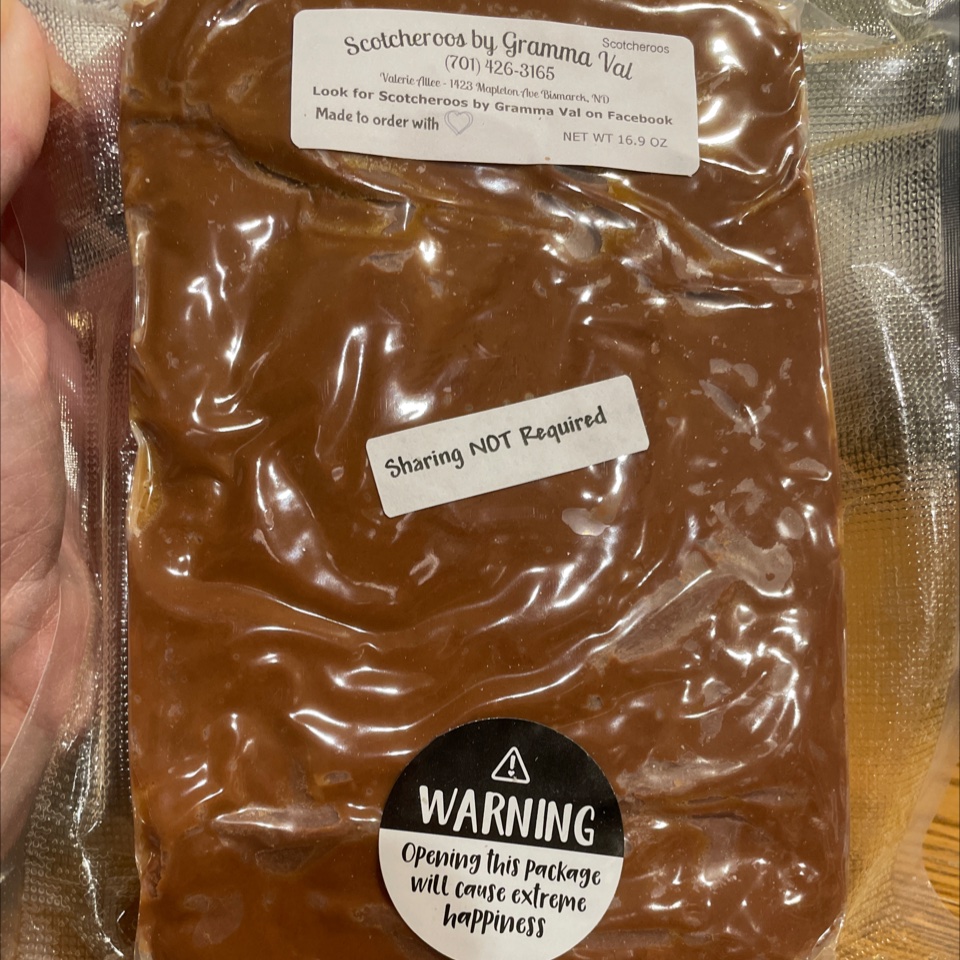 Scotcheroos by Gramma Val
Scotcheroos
(701) 426-3165
Valerie Allee - 1423 Mapleton Ave Bismarck, ND
Look for Scotcheroos by Gramma Val on Facebook
Made to order with
NET WT 16.9 OZ
Sharing NOT Required
WARNING
Opening this package
will cause extreme
happiness